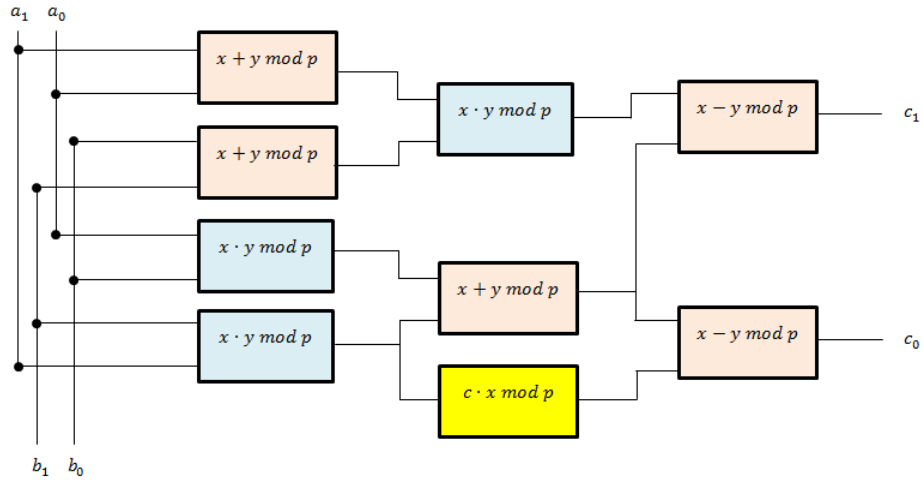 a₁ a₀
x + y mod p
x · y mod p
x − y mod p
c₁
x + y mod p
x · y mod p
x + y mod p
x · y mod p
x − y mod p
c₀
c · x mod p
b₁ b₀